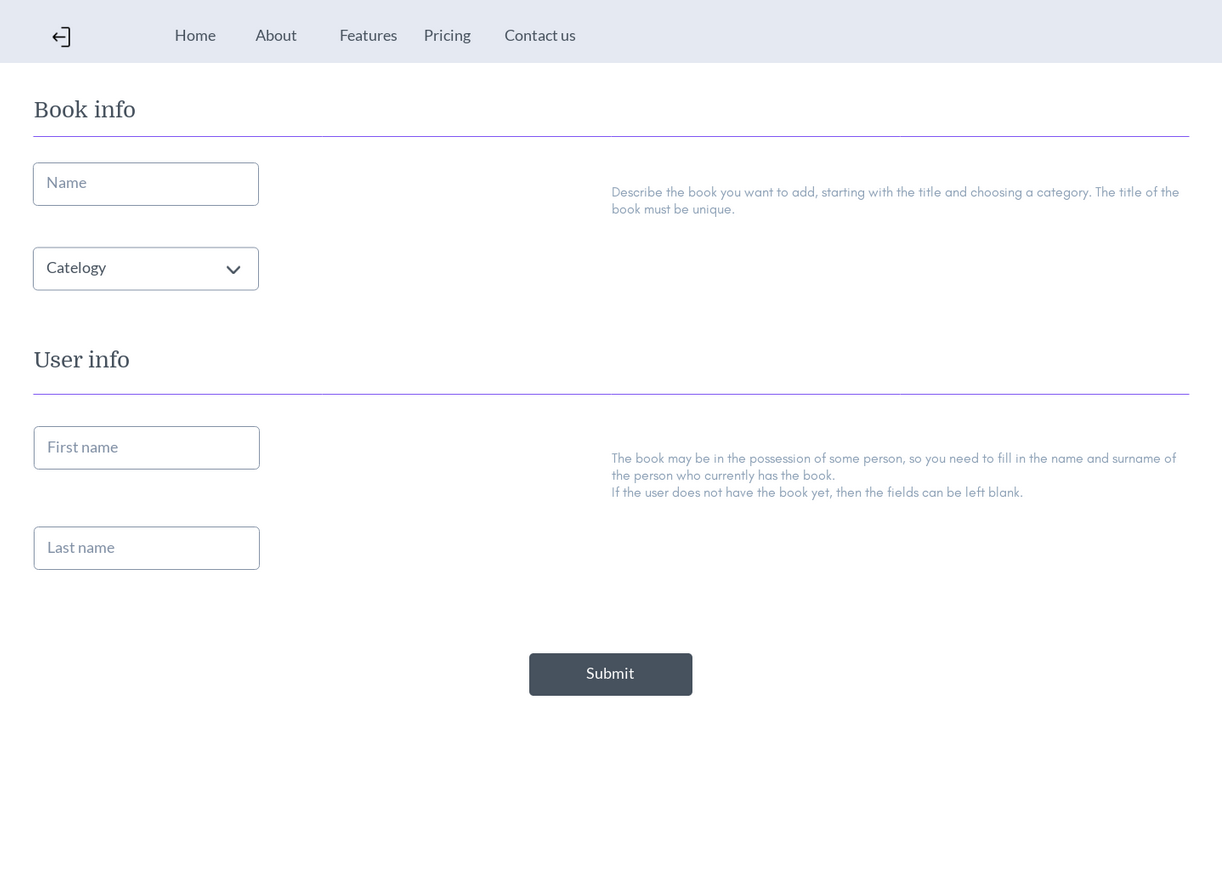 Home About Features Pricing Contact us
Book info
Name
Describe the book you want to add, starting with the title and choosing a category. The title of the
book must be unique.
Catelogy
User info
First name
The book may be in the possession of some person, so you need to fill in the name and surname of
the person who currently has the book.
If the user does not have the book yet, then the fields can be left blank.
Last name
Submit